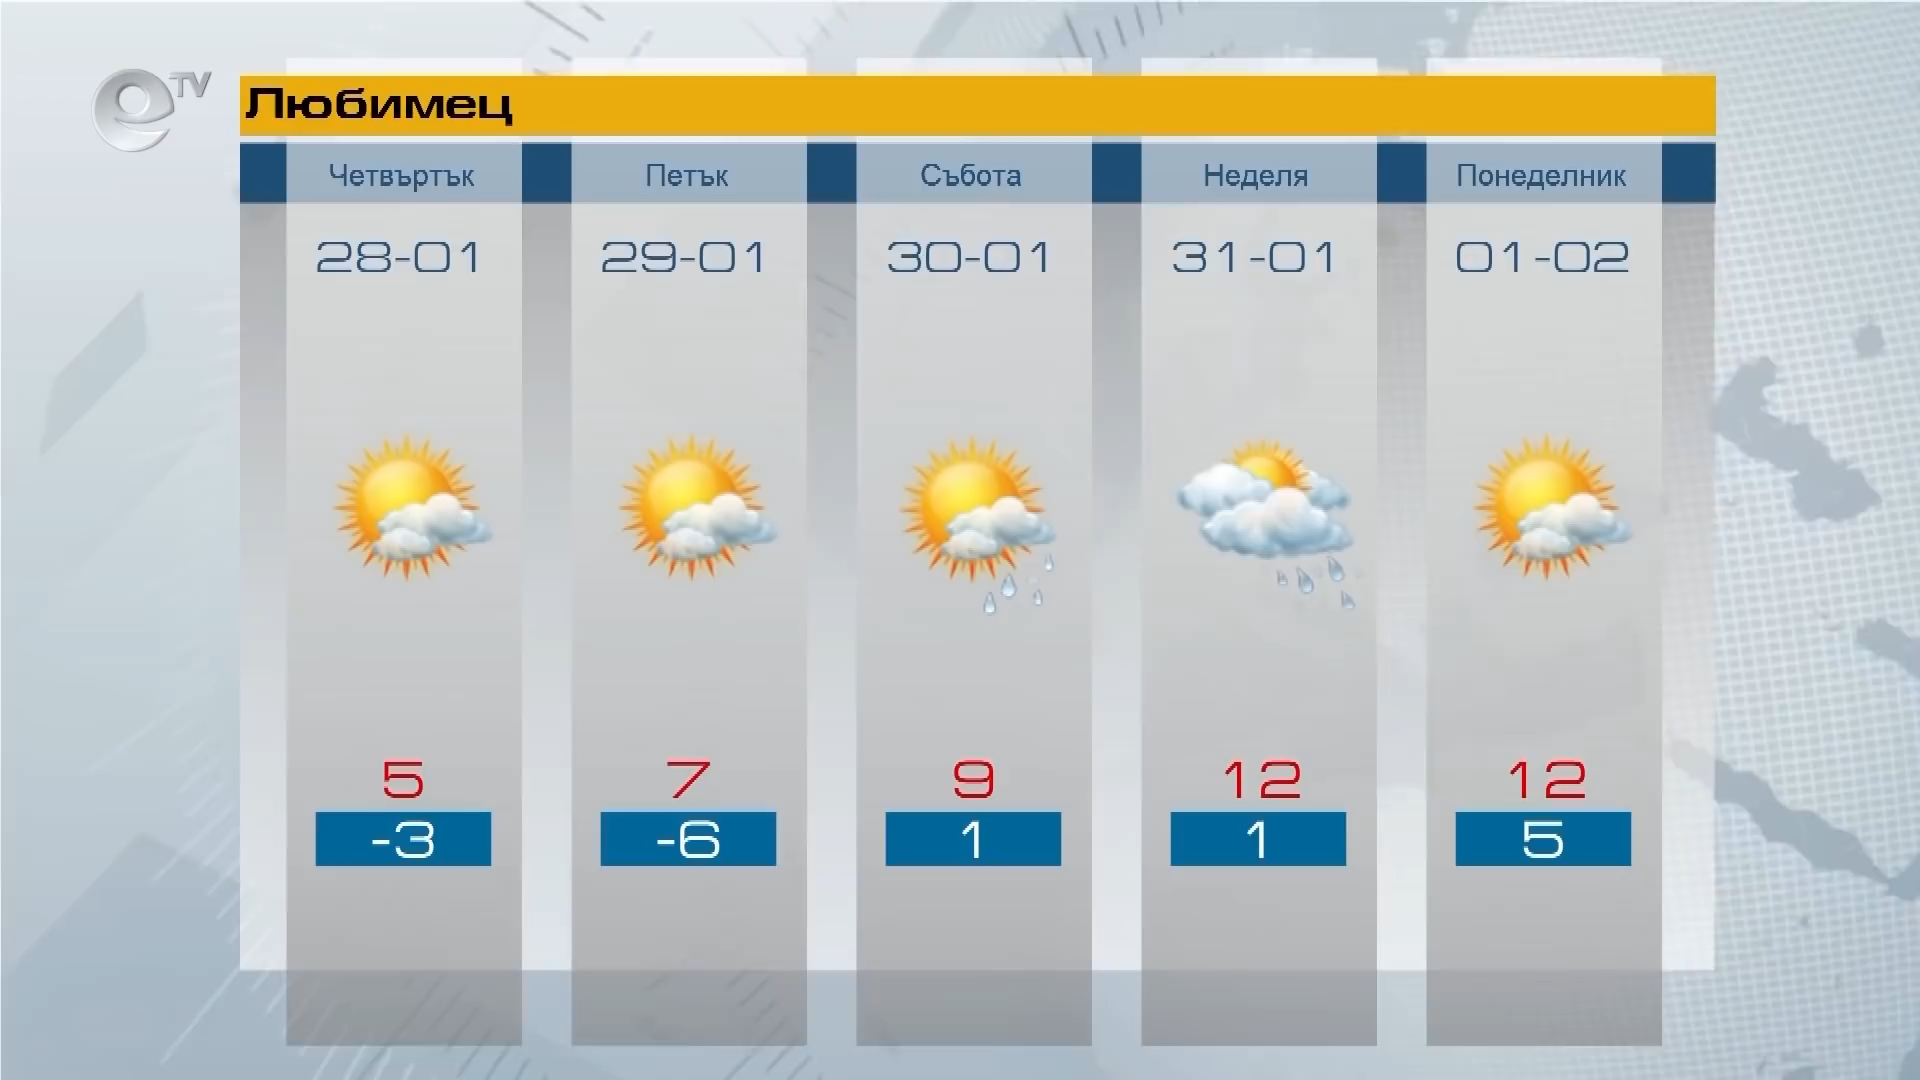 TV
Любимец
Четвъртък Петък Събота Неделя Понеделник
28-01 29-01 30-01 31-01 01-02
5 7 9 12 12
-3 -6 1 1 5